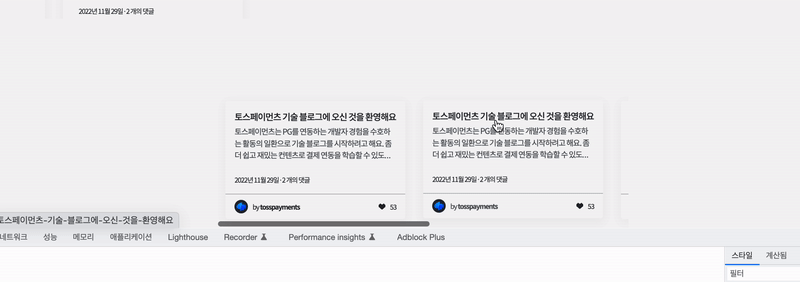 2022년 11월 29일 · 2개의 댓글
토스페이먼츠 기술 블로그에 오신 것을 환영해요
토스페이먼츠는 PG를 연동하는 개발자 경험을 수호하
는 활동의 일환으로 기술 블로그를 시작하려고 해요. 좀
더 쉽고 재밌는 컨텐츠로 결제 연동을 학습할 수 있도...
2022년 11월 29일 · 2개의 댓글
by tosspayments
53
토스페이먼츠 기술 블로그에 오신 것을 환영해요
토스페이먼츠는 PG를 연동하는 개발자 경험을 수호하
는 활동의 일환으로 기술 블로그를 시작하려고 해요. 좀
더 쉽고 재밌는 컨텐츠로 결제 연동을 학습할 수 있도...
2022년 11월 29일 · 2개의 댓글
by tosspayments
53
토스페이먼츠-기술-블로그에-오신-것을-환영해요
네트워크 성능 메모리 애플리케이션 Lighthouse Recorder Performance insights Adblock Plus
스타일 계산됨
필터